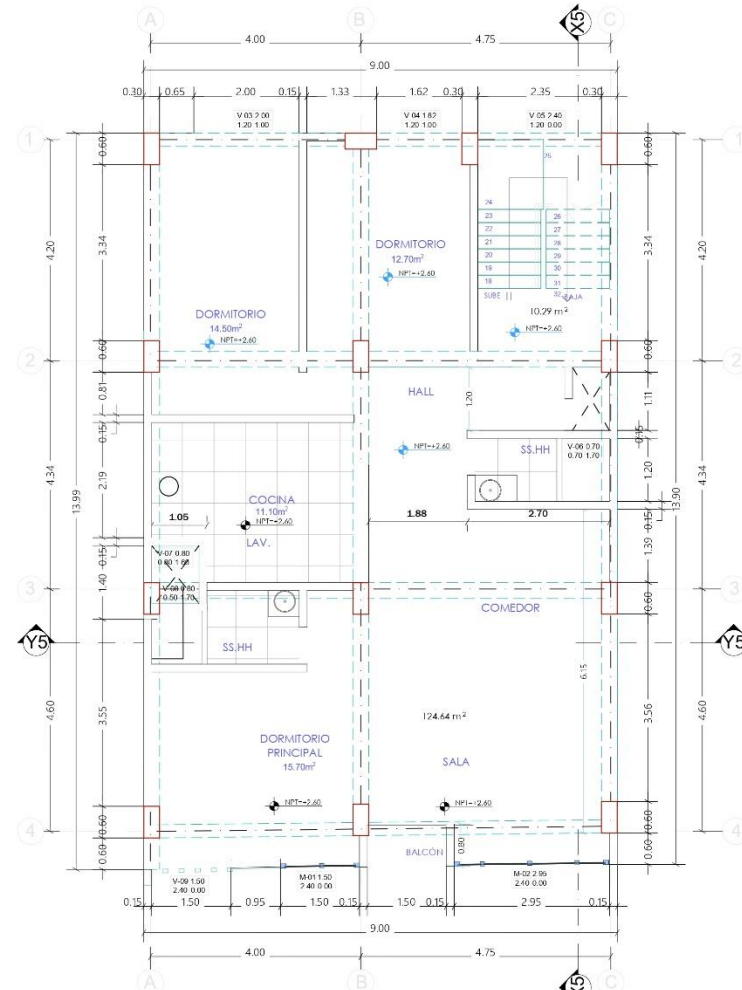 A
B
C
X5
4.00
4.75
9.00
0.30 0.65 2.00 0.15 1.33 1.62 0.30 2.35 0.30
V 03 2.00
1.20 1.00
V 04 1.62
1.20 1.00
V 05 2.40
1.20 0.00
1
1
0.60
0.60
25
4.20
3.34
3.34
4.20
24
23
22
21
20
19
18
26
27
28
29
30
31
32
SUBE
BAJA
DORMITORIO
12.70m²
NPT=+2.60
DORMITORIO
14.50m²
NPT=+2.60
10.29 m²
NPT=+2.60
2
2
0.60
0.60
0.81
HALL
1.20
1.11
0.15
0.15
NPT=+2.60
SS.HH
V-06 0.70
0.70 1.70
1.20
4.34
2.19
4.34
13.99
13.90
COCINA
11.10m²
NPT=+2.60
LAV.
1.05
1.88
2.70
0.15
0.15
V-07 0.80
1.40
1.39
3
3
0.50 1.70
0.60
COMEDOR
Y5
Y5
SS.HH
6.15
4.60
3.55
3.56
4.60
124.64 m²
DORMITORIO
PRINCIPAL
15.70m²
SALA
NPT=+2.60
NPT=+2.60
4
4
0.60
0.60
BALCÓN
0.80
0.60
0.60
V-09 1.50
2.40 0.00
M-01 1.50
2.40 0.00
M-02 2.95
2.40 0.00
0.15 1.50 0.95 1.50 0.15 1.50 0.15 2.95 0.15
9.00
4.00
4.75
A
B
X5
C